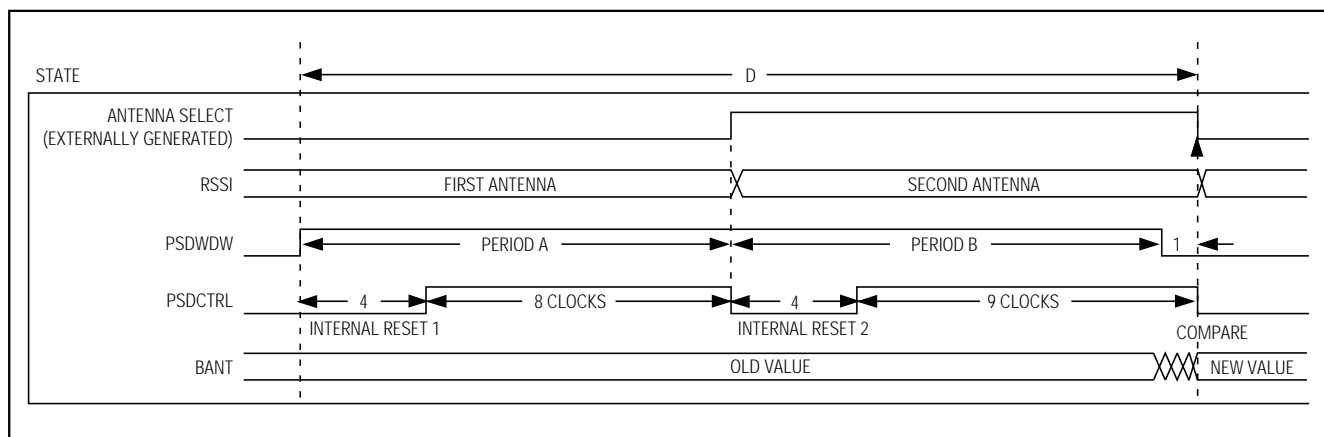 STATE
D
ANTENNA SELECT
(EXTERNALLY GENERATED)
RSSI
FIRST ANTENNA
SECOND ANTENNA
PSDWDW
PERIOD A
PERIOD B
1
PSDCTRL
4
8 CLOCKS
4
9 CLOCKS
INTERNAL RESET 1
INTERNAL RESET 2
COMPARE
BANT
OLD VALUE
NEW VALUE